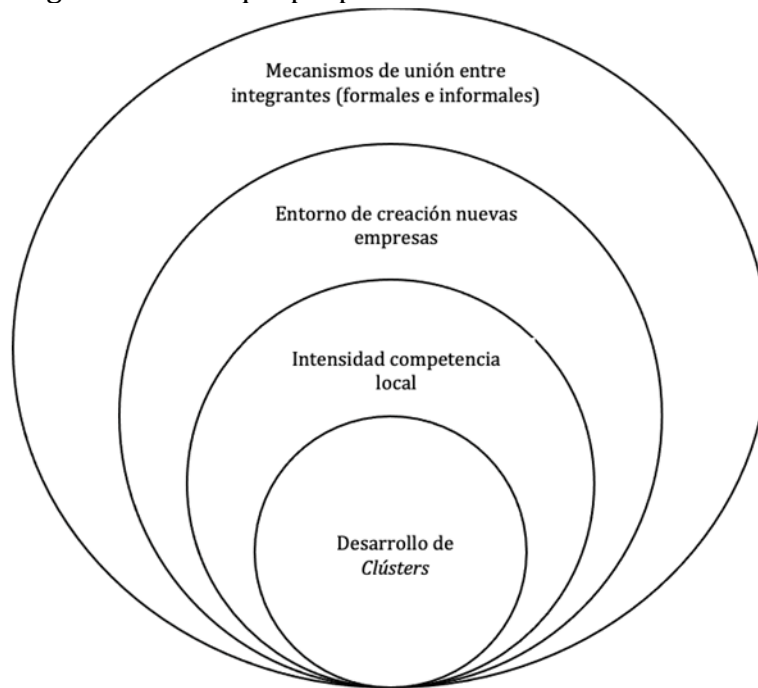 Mecanismos de unión entre
integrantes (formales e informales)
Entorno de creación nuevas
empresas
Intensidad competencia
local
Desarrollo de
Clústers